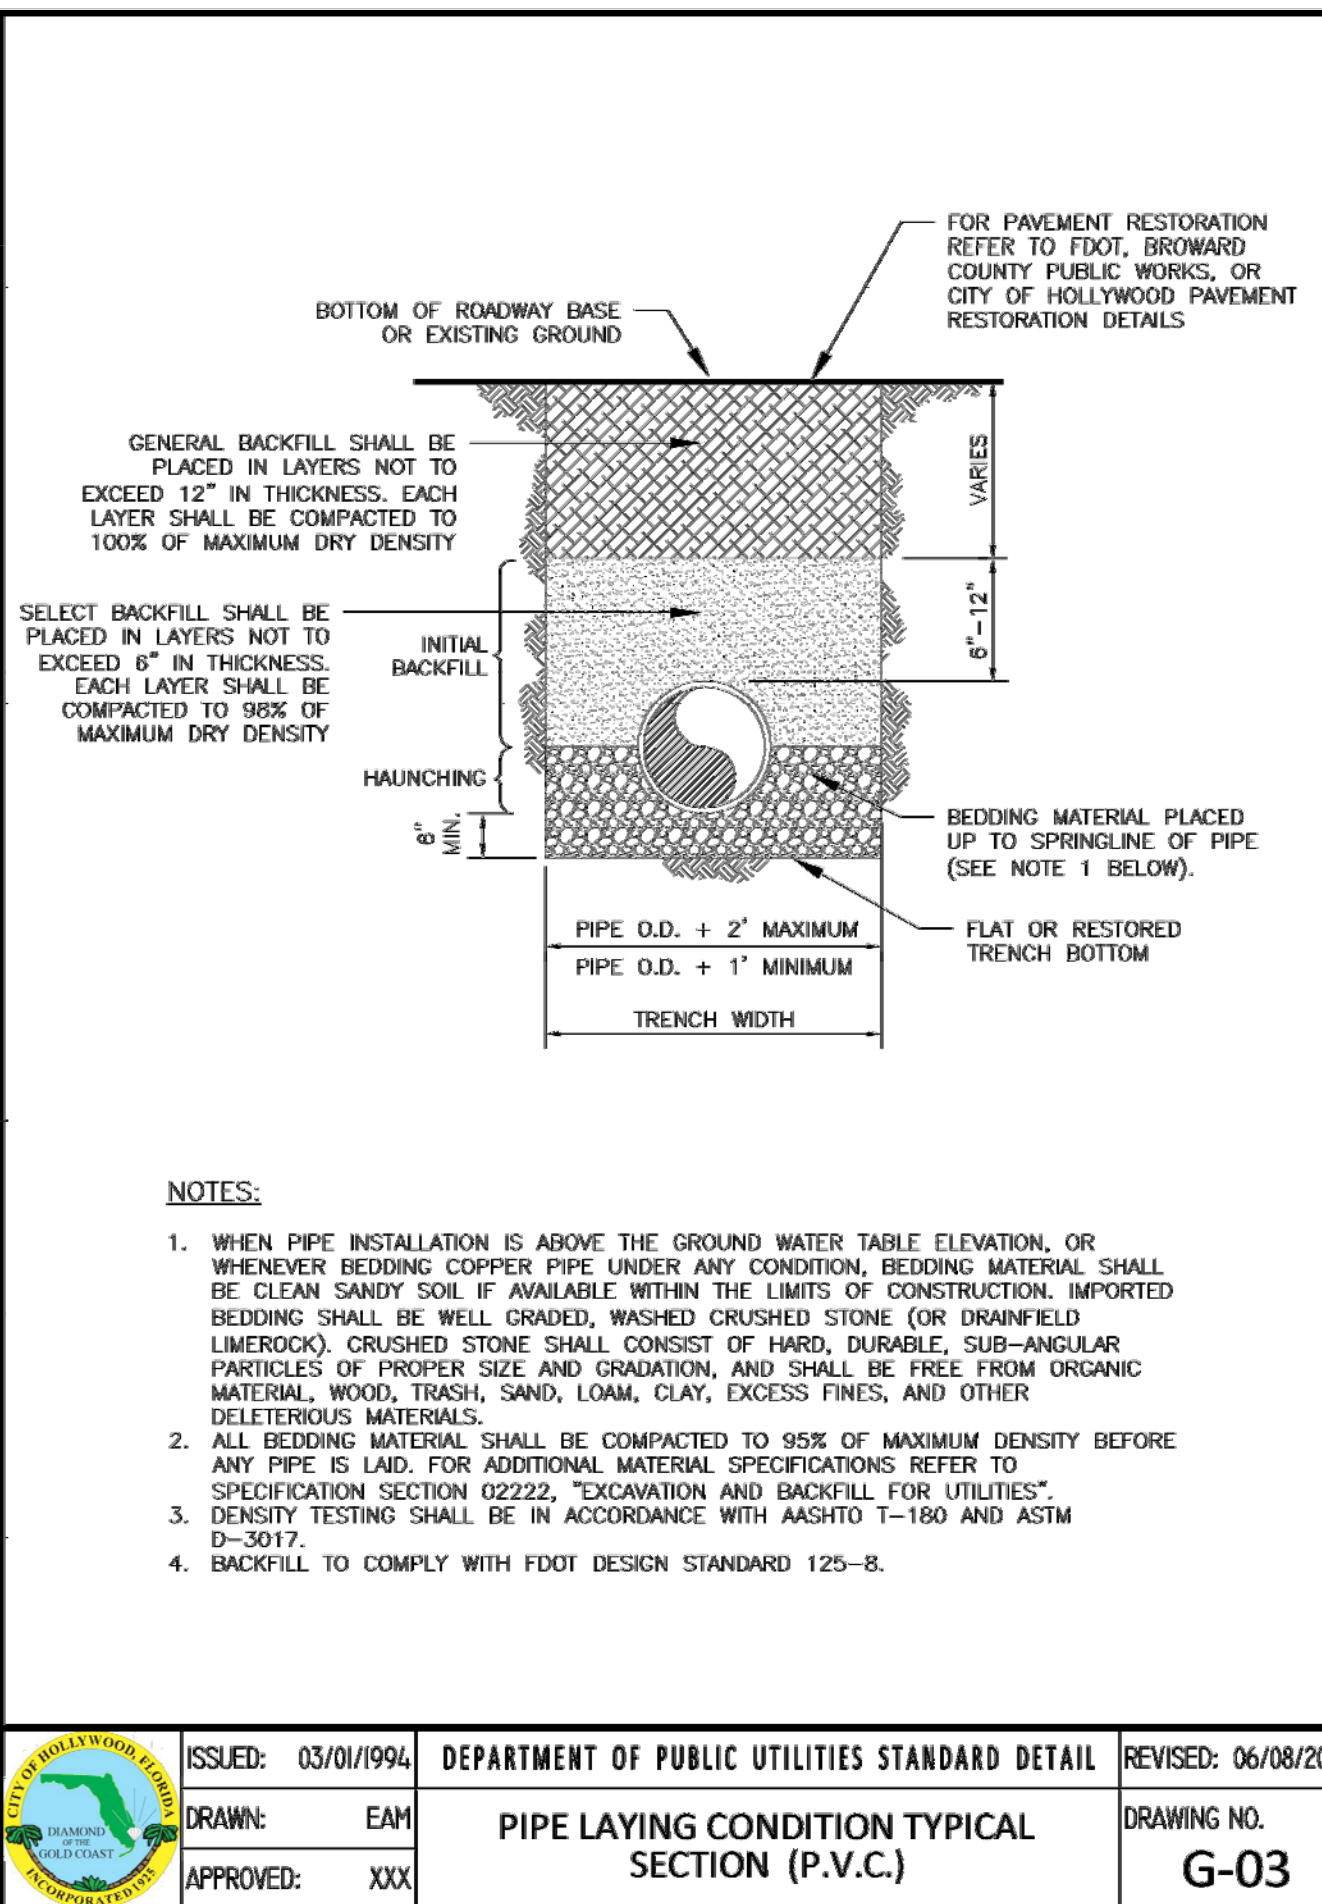 FOR PAVEMENT RESTORATION
REFER TO FDOT, BROWARD
COUNTY PUBLIC WORKS, OR
CITY OF HOLLYWOOD PAVEMENT
RESTORATION DETAILS
BOTTOM OF ROADWAY BASE
OR EXISTING GROUND
GENERAL BACKFILL SHALL BE
PLACED IN LAYERS NOT TO
EXCEED 12" IN THICKNESS. EACH
LAYER SHALL BE COMPACTED TO
100% OF MAXIMUM DRY DENSITY
VARIES
SELECT BACKFILL SHALL BE
PLACED IN LAYERS NOT TO
EXCEED 6" IN THICKNESS.
EACH LAYER SHALL BE
COMPACTED TO 98% OF
MAXIMUM DRY DENSITY
INITIAL
BACKFILL
6"-12"
HAUNCHING
6"
MIN.
BEDDING MATERIAL PLACED
UP TO SPRINGLINE OF PIPE
(SEE NOTE 1 BELOW).
FLAT OR RESTORED
TRENCH BOTTOM
PIPE O.D. + 2' MAXIMUM
PIPE O.D. + 1' MINIMUM
TRENCH WIDTH
NOTES:
1. WHEN PIPE INSTALLATION IS ABOVE THE GROUND WATER TABLE ELEVATION, OR
WHENEVER BEDDING COPPER PIPE UNDER ANY CONDITION, BEDDING MATERIAL SHALL
BE CLEAN SANDY SOIL IF AVAILABLE WITHIN THE LIMITS OF CONSTRUCTION. IMPORTED
BEDDING SHALL BE WELL GRADED, WASHED CRUSHED STONE (OR DRAINFIELD
LIMEROCK). CRUSHED STONE SHALL CONSIST OF HARD, DURABLE, SUB-ANGULAR
PARTICLES OF PROPER SIZE AND GRADATION, AND SHALL BE FREE FROM ORGANIC
MATERIAL, WOOD, TRASH, SAND, LOAM, CLAY, EXCESS FINES, AND OTHER
DELETERIOUS MATERIALS.
2. ALL BEDDING MATERIAL SHALL BE COMPACTED TO 95% OF MAXIMUM DENSITY BEFORE
ANY PIPE IS LAID. FOR ADDITIONAL MATERIAL SPECIFICATIONS REFER TO
SPECIFICATION SECTION 02222, "EXCAVATION AND BACKFILL FOR UTILITIES".
3. DENSITY TESTING SHALL BE IN ACCORDANCE WITH AASHTO T-180 AND ASTM
D-3017.
4. BACKFILL TO COMPLY WITH FDOT DESIGN STANDARD 125-8.
CITY OF HOLLYWOOD, FLORIDA
DIAMOND
OF THE
GOLD COAST
INCORPORATED 1925
ISSUED: 03/01/1994
DRAWN: EAM
APPROVED: XXX
DEPARTMENT OF PUBLIC UTILITIES STANDARD DETAIL
PIPE LAYING CONDITION TYPICAL
SECTION (P.V.C.)
REVISED: 06/08/20
DRAWING NO.
G-03